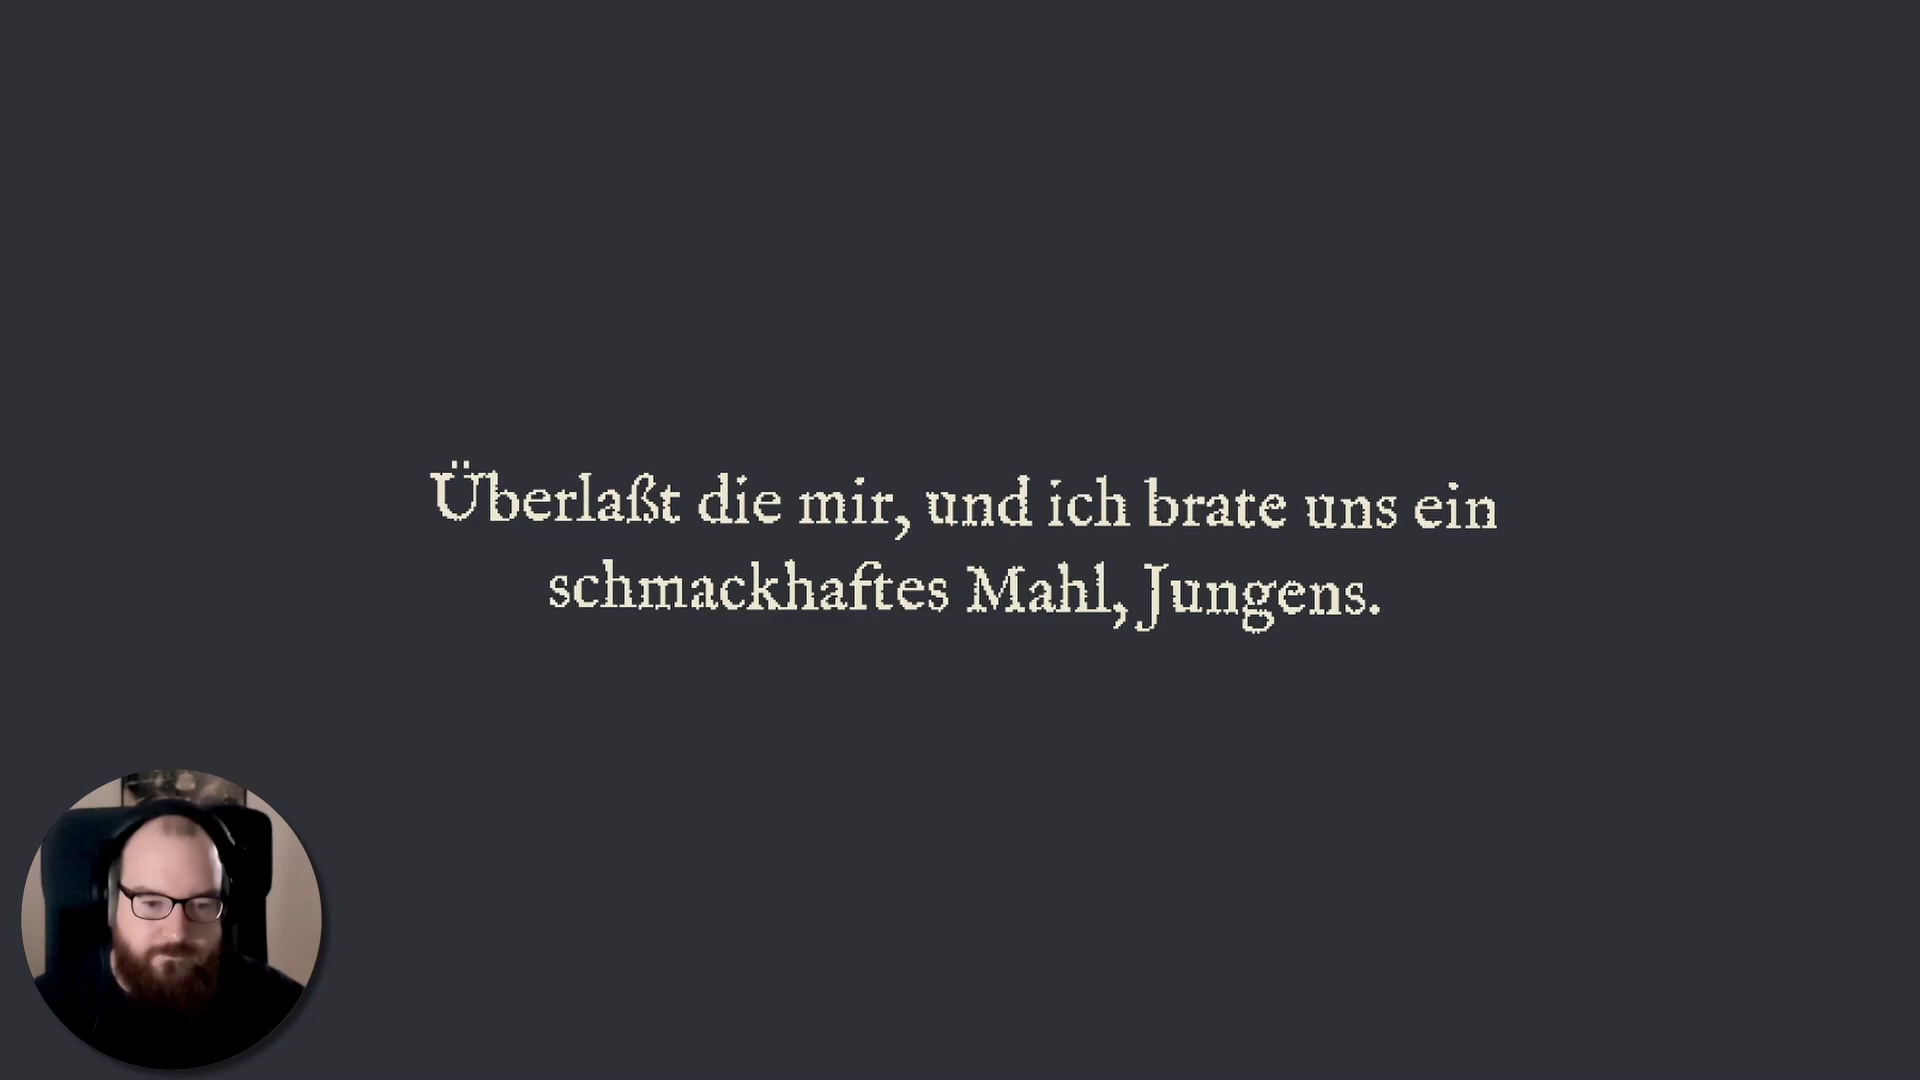 Überlaßt die mir, und ich brate uns ein
schmackhaftes Mahl, Jungens.